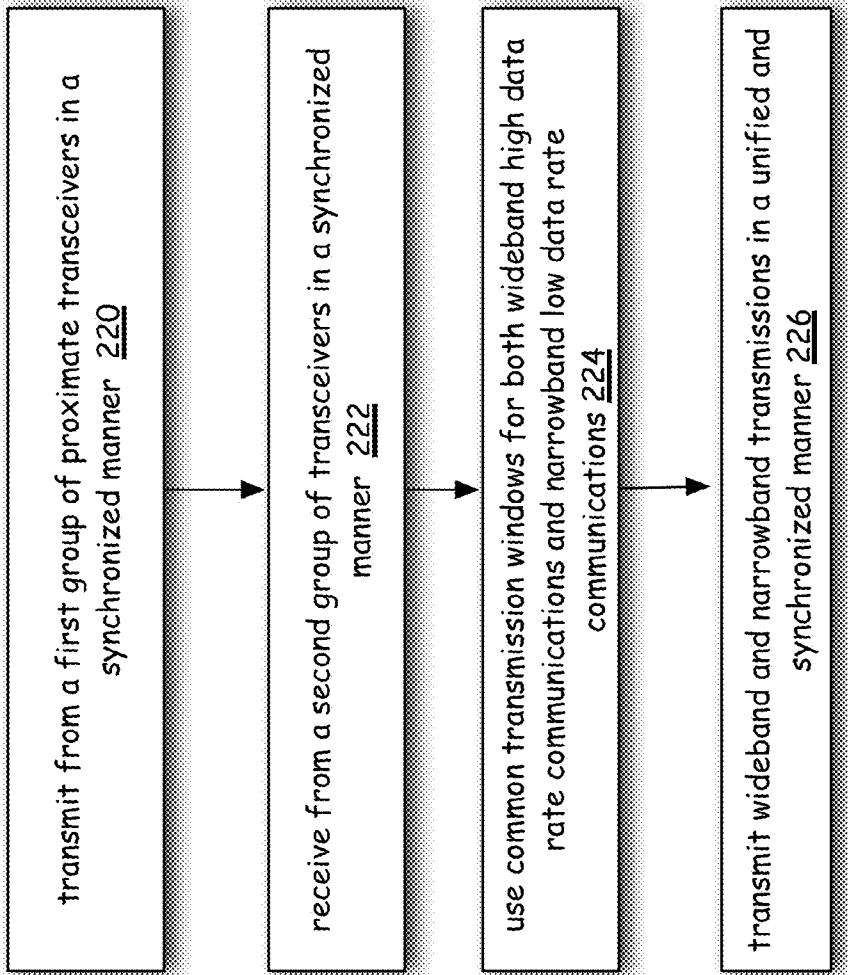 transmit from a first group of proximate transceivers in a
synchronized manner 220
receive from a second group of transceivers in a synchronized
manner 222
use common transmission windows for both wideband high data
rate communications and narrowband low data rate
communications 224
transmit wideband and narrowband transmissions in a unified and
synchronized manner 226